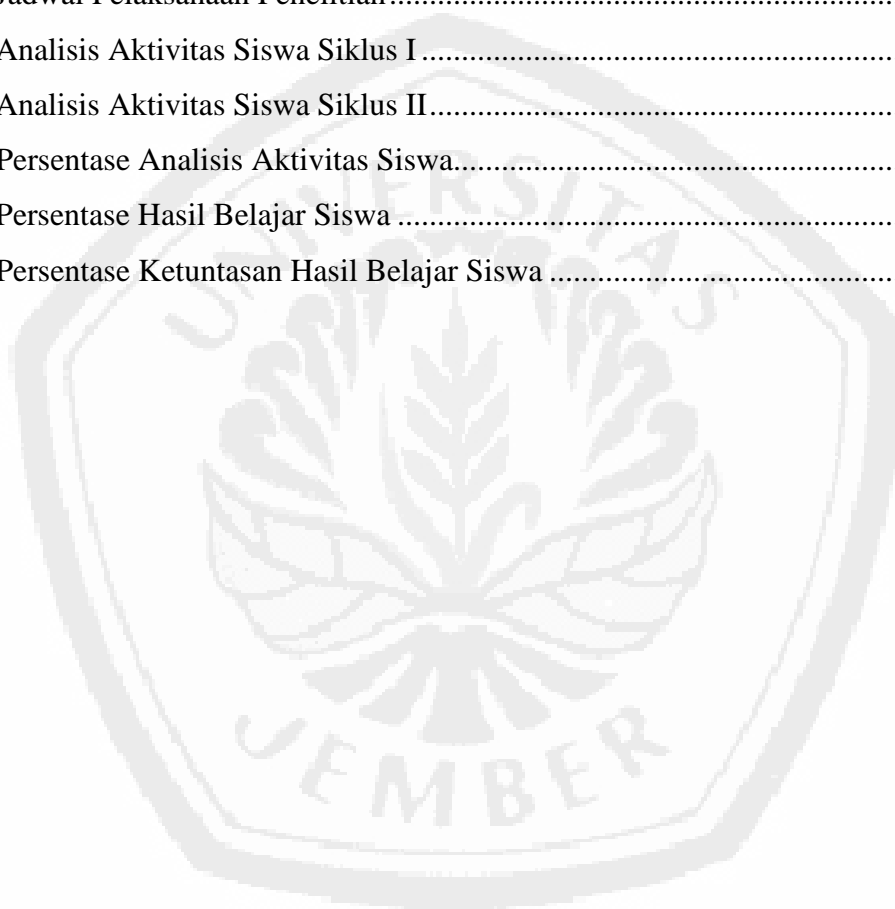 Jadwal Pelaksanaan Penelitian
Analisis Aktivitas Siswa Siklus I
Analisis Aktivitas Siswa Siklus II
Persentase Analisis Aktivitas Siswa
Persentase Hasil Belajar Siswa
Persentase Ketuntasan Hasil Belajar Siswa
UNIVERSITAS
JEMBER